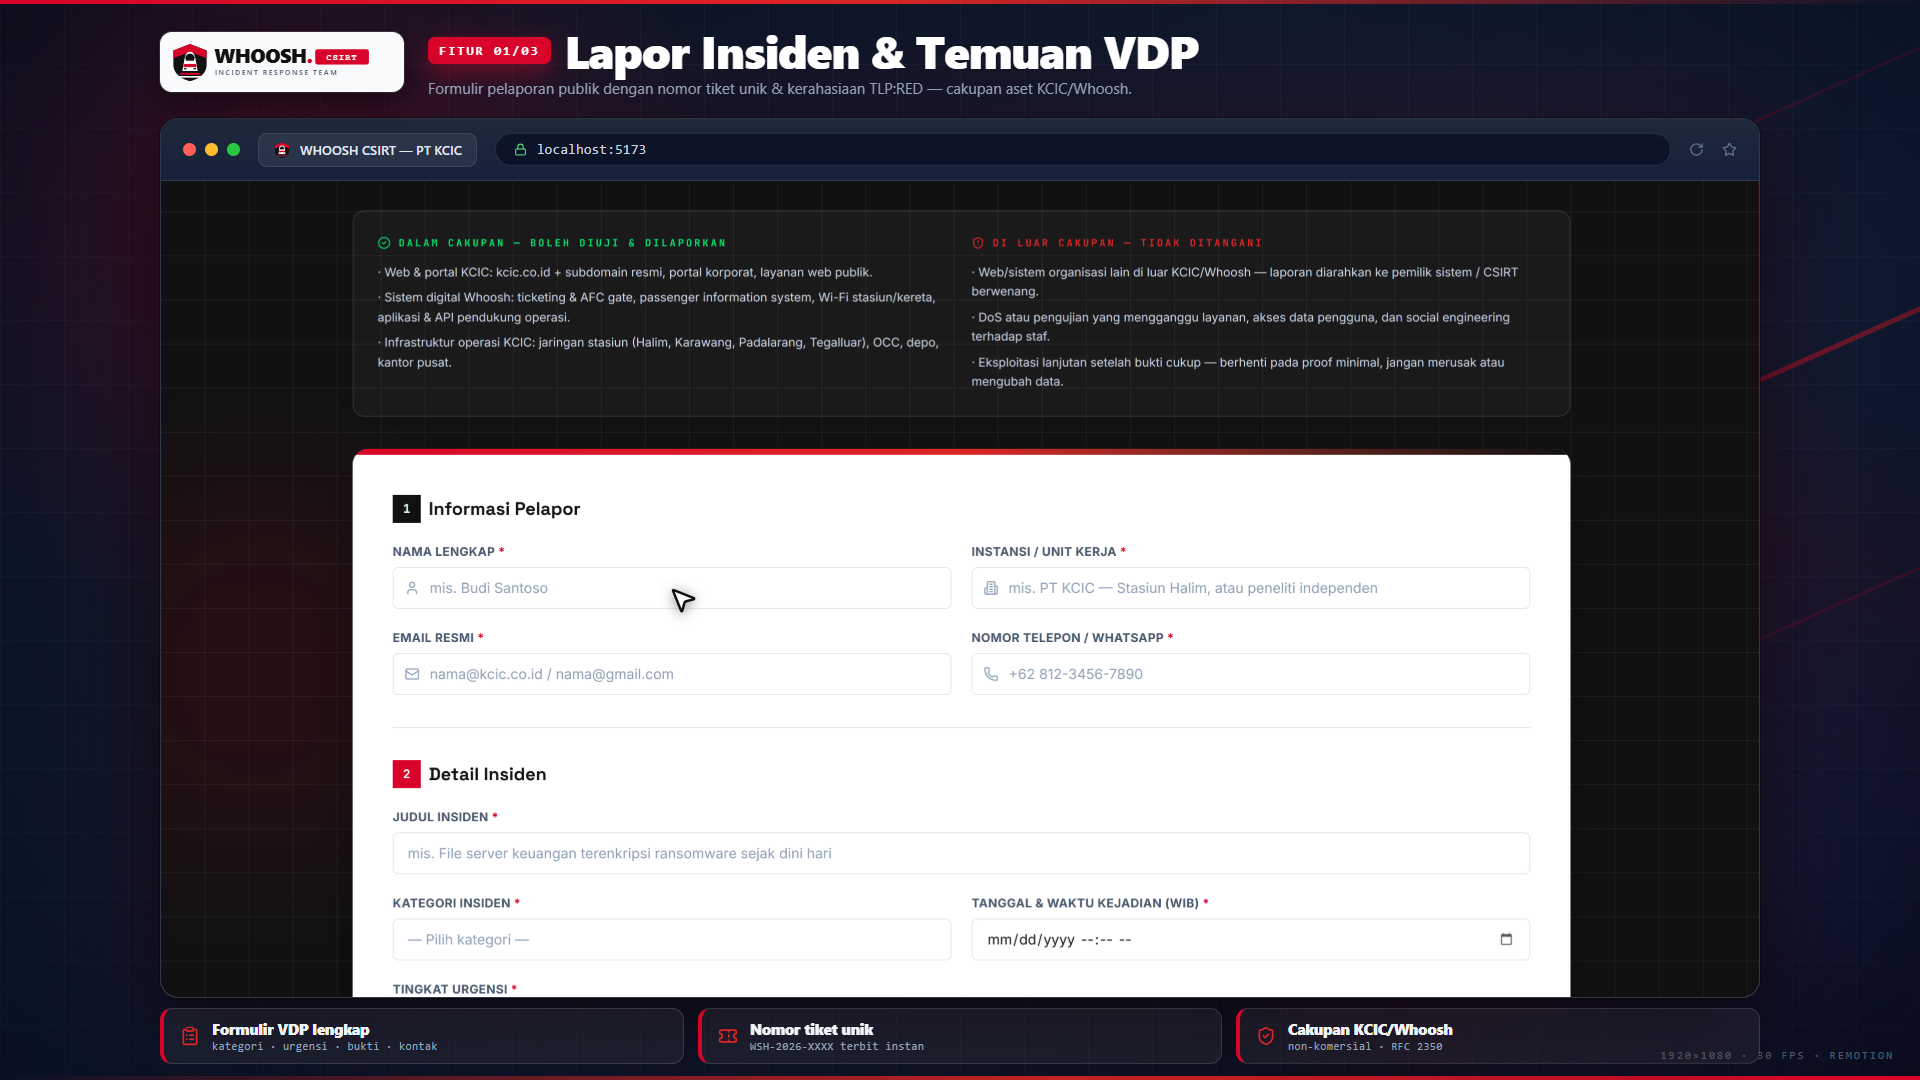 WHOOSH. CSIRT
INCIDENT RESPONSE TEAM
FITUR 01/03
Lapor Insiden & Temuan VDP
Formulir pelaporan publik dengan nomor tiket unik & kerahasiaan TLP:RED — cakupan aset KCIC/Whoosh.
WHOOSH CSIRT — PT KCIC
localhost:5173
DALAM CAKUPAN — BOLEH DIUJI & DILAPORKAN
· Web & portal KCIC: kcic.co.id + subdomain resmi, portal korporat, layanan web publik.
· Sistem digital Whoosh: ticketing & AFC gate, passenger information system, Wi-Fi stasiun/kereta,
aplikasi & API pendukung operasi.
· Infrastruktur operasi KCIC: jaringan stasiun (Halim, Karawang, Padalarang, Tegalluar), OCC, depo,
kantor pusat.
DI LUAR CAKUPAN — TIDAK DITANGANI
· Web/sistem organisasi lain di luar KCIC/Whoosh — laporan diarahkan ke pemilik sistem / CSIRT
berwenang.
· DoS atau pengujian yang mengganggu layanan, akses data pengguna, dan social engineering
terhadap staf.
· Eksploitasi lanjutan setelah bukti cukup — berhenti pada proof minimal, jangan merusak atau
mengubah data.
1 Informasi Pelapor
NAMA LENGKAP *
mis. Budi Santoso
INSTANSI / UNIT KERJA *
mis. PT KCIC — Stasiun Halim, atau peneliti independen
EMAIL RESMI *
nama@kcic.co.id / nama@gmail.com
NOMOR TELEPON / WHATSAPP *
+62 812-3456-7890
2 Detail Insiden
JUDUL INSIDEN *
mis. File server keuangan terenkripsi ransomware sejak dini hari
KATEGORI INSIDEN *
— Pilih kategori —
TANGGAL & WAKTU KEJADIAN (WIB) *
mm/dd/yyyy --:-- --
TINGKAT URGENSI *
Formulir VDP lengkap
kategori · urgensi · bukti · kontak
Nomor tiket unik
WSH-2026-XXXX terbit instan
Cakupan KCIC/Whoosh
non-komersial · RFC 2350
1920×1080 · 30 FPS · REMOTION